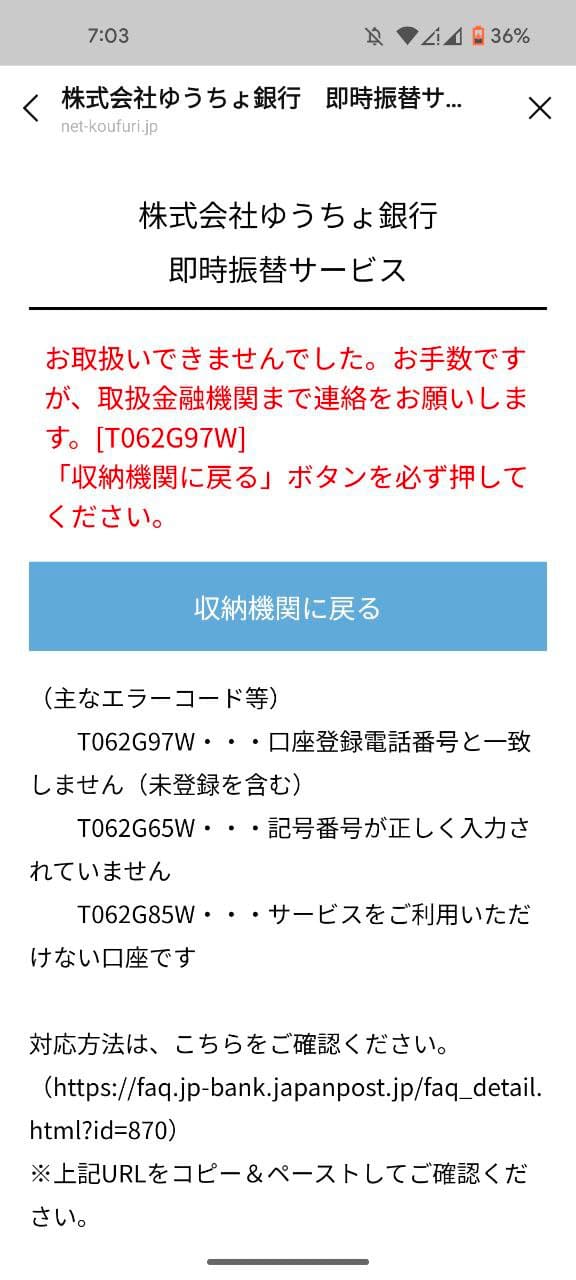 7:03
36%
株式会社ゆうちょ銀行　即時振替サ...
net-koufuri.jp
株式会社ゆうちょ銀行
即時振替サービス
お取扱いできませんでした。お手数です
が、取扱金融機関まで連絡をお願いしま
す。[T062G97W]
「収納機関に戻る」ボタンを必ず押して
ください。
収納機関に戻る
（主なエラーコード等）
T062G97W・・・口座登録電話番号と一致
しません（未登録を含む）
T062G65W・・・記号番号が正しく入力さ
れていません
T062G85W・・・サービスをご利用いただ
けない口座です
対応方法は、こちらをご確認ください。
（https://faq.jp-bank.japanpost.jp/faq_detail.
html?id=870）
※上記URLをコピー＆ペーストしてご確認くだ
さい。